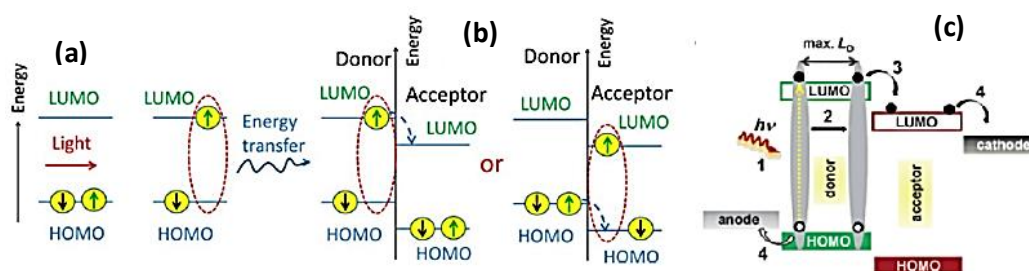 (a)
Energy
LUMO
Light
HOMO
LUMO
HOMO
Energy
transfer
(b)
Donor
Energy
LUMO
Acceptor
LUMO
HOMO
HOMO
or
Donor
Energy
LUMO
Acceptor
LUMO
HOMO
HOMO
(c)
max. LD
LUMO
3
4
hν
1
2
donor
LUMO
cathode
acceptor
anode
4
HOMO
HOMO